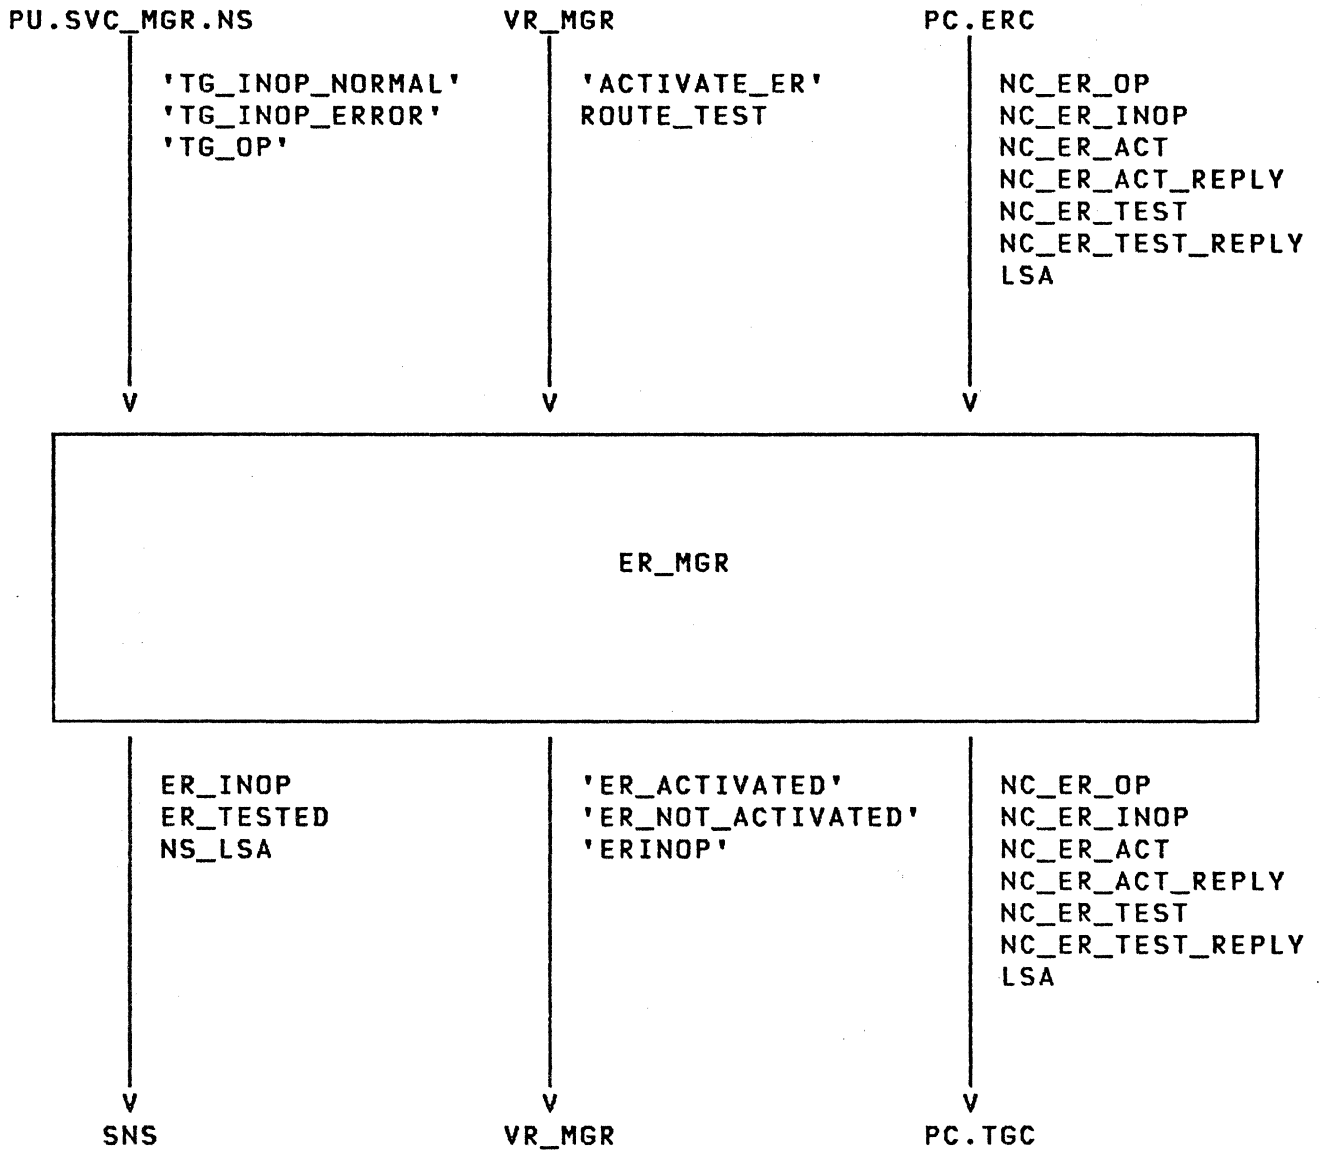 PU.SVC_MGR.NS VR_MGR PC.ERC
'TG_INOP_NORMAL' 'ACTIVATE_ER' NC_ER_OP
'TG_INOP_ERROR' ROUTE_TEST NC_ER_INOP
'TG_OP' NC_ER_ACT
NC_ER_ACT_REPLY
NC_ER_TEST
NC_ER_TEST_REPLY
LSA
V V V
ER_MGR
ER_INOP 'ER_ACTIVATED' NC_ER_OP
ER_TESTED 'ER_NOT_ACTIVATED' NC_ER_INOP
NS_LSA 'ERINOP' NC_ER_ACT
NC_ER_ACT_REPLY
NC_ER_TEST
NC_ER_TEST_REPLY
LSA
V V V
SNS VR_MGR PC.TGC